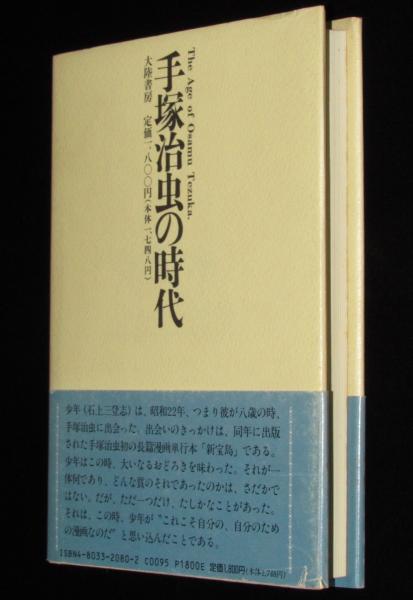 The Age of Osamu Tezuka.
手塚治虫の時代
大陸書房 定価一、八〇〇円(本体一、七四八円)
少年(石上三登志)は、昭和22年、つまり彼が八歳の時、
手塚治虫に出会った。出会いのきっかけは、同年に出版
された手塚治虫初の長篇漫画単行本「新宝島」である。
少年はこの時、大いなるおどろきを味わった。それが一
体何であり、どんな質のそれであったのかは、さだかで
はない。だが、ただ一つだけ、たしかなことがあった。
それは、この時、少年が“これこそ自分の、自分のため
の漫画なのだ”と思い込んだことである。
ISBN4-8033-2080-2 C0095 P1800E 定価1,800円(本体1,748円)